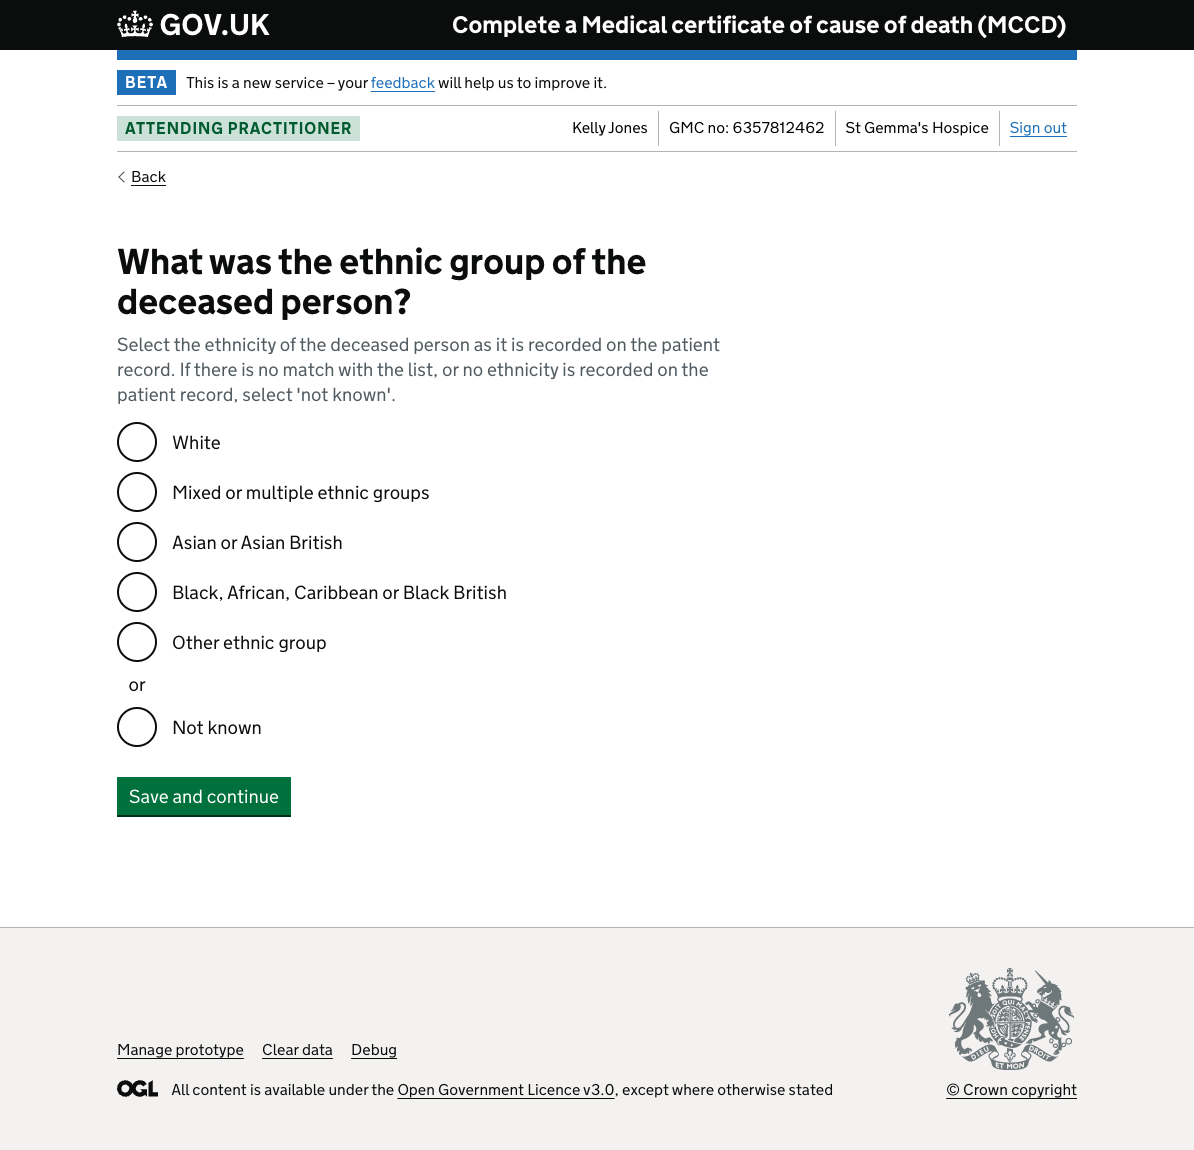 GOV.UK
Complete a Medical certificate of cause of death (MCCD)
BETA This is a new service – your feedback will help us to improve it.
ATTENDING PRACTITIONER
Kelly Jones
GMC no: 6357812462
St Gemma's Hospice
Sign out
Back
What was the ethnic group of the
deceased person?
Select the ethnicity of the deceased person as it is recorded on the patient
record. If there is no match with the list, or no ethnicity is recorded on the
patient record, select 'not known'.
White
Mixed or multiple ethnic groups
Asian or Asian British
Black, African, Caribbean or Black British
Other ethnic group
or
Not known
Save and continue
Manage prototype
Clear data
Debug
DIEU ET MON DROIT
OGL All content is available under the Open Government Licence v3.0, except where otherwise stated
© Crown copyright